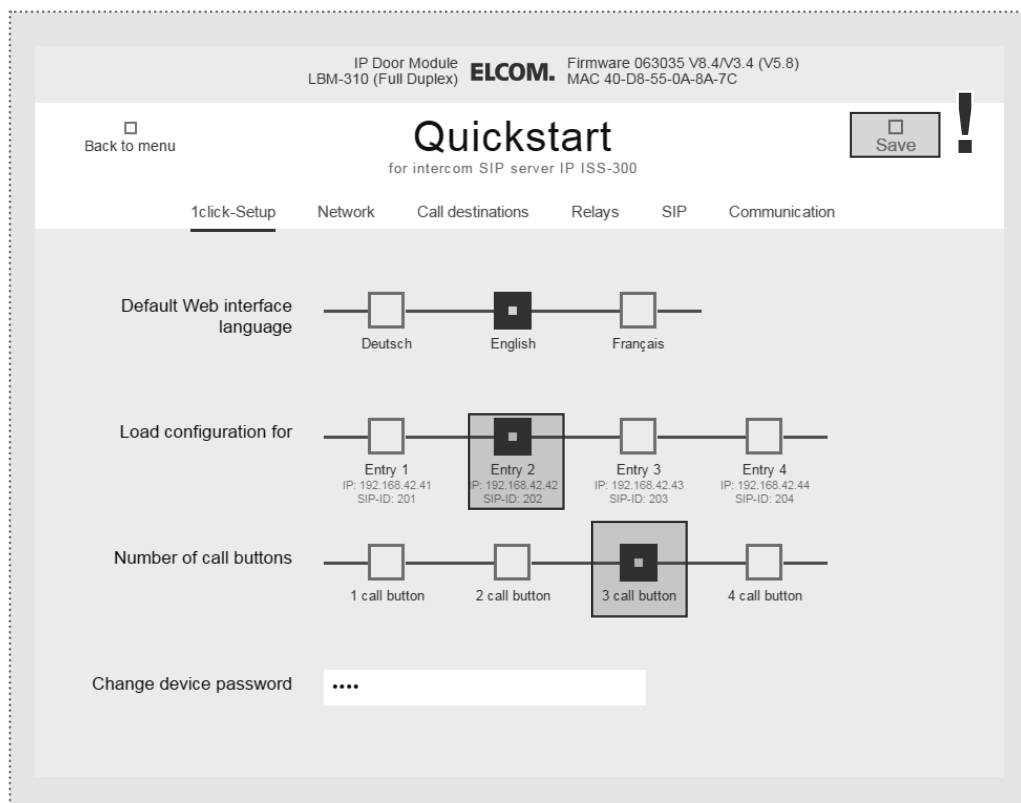 IP Door Module
LBM-310 (Full Duplex)
ELCOM.
Firmware 063035 V8.4/V3.4 (V5.8)
MAC 40-D8-55-0A-8A-7C
Back to menu
Quickstart
for intercom SIP server IP ISS-300
Save
!
1click-Setup Network Call destinations Relays SIP Communication
Default Web interface
language
Deutsch English Français
Load configuration for
Entry 1 Entry 2 Entry 3 Entry 4
IP: 192.168.42.41 IP: 192.168.42.42 IP: 192.168.42.43 IP: 192.168.42.44
SIP-ID: 201 SIP-ID: 202 SIP-ID: 203 SIP-ID: 204
Number of call buttons
1 call button 2 call button 3 call button 4 call button
Change device password
••••